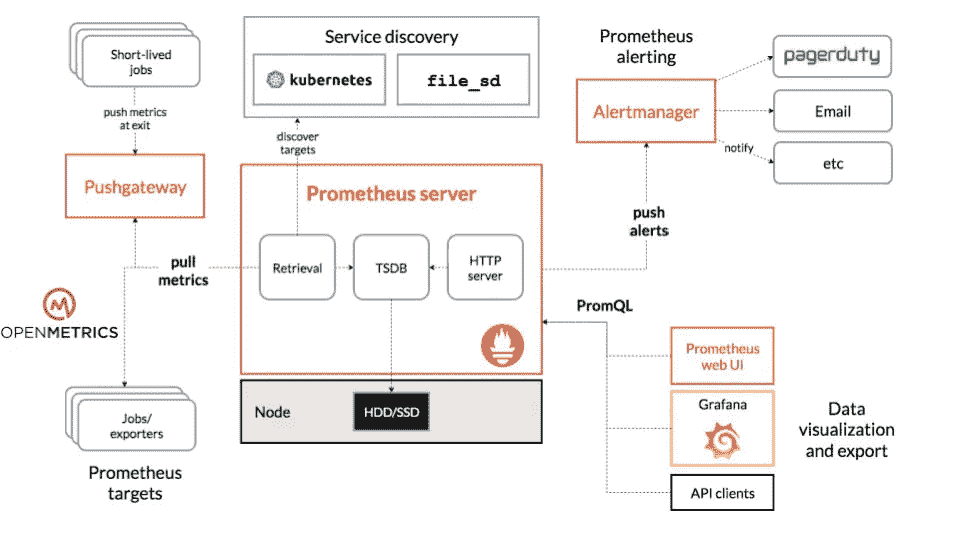 Short-lived
jobs
push metrics
at exit
Pushgateway
Service discovery
kubernetes
file_sd
discover
targets
Prometheus
alerting
Alertmanager
pagerduty
Email
notify
etc
Prometheus server
Retrieval
TSDB
HTTP
server
pull
metrics
push
alerts
OPENMETRICS
PromQL
Node
HDD/SSD
Jobs/
exporters
Prometheus
targets
Prometheus
web UI
Grafana
API clients
Data
visualization
and export